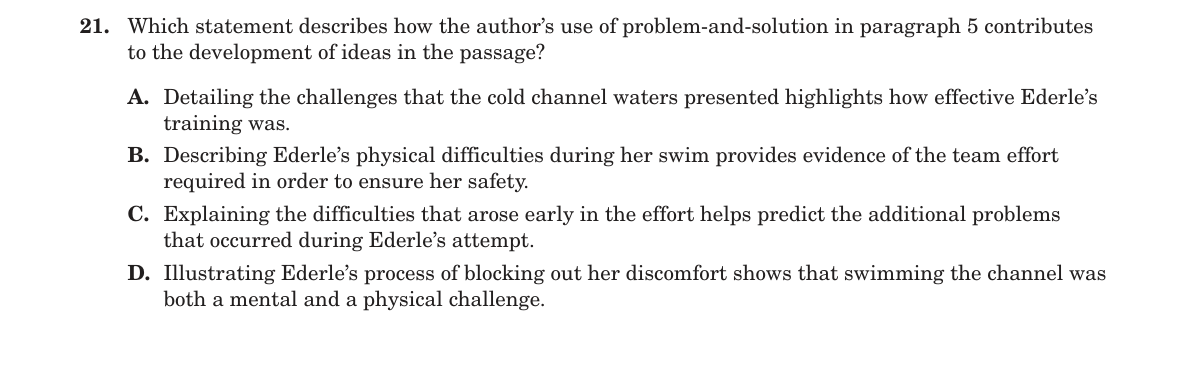 21. Which statement describes how the author’s use of problem-and-solution in paragraph 5 contributes
to the development of ideas in the passage?
A. Detailing the challenges that the cold channel waters presented highlights how effective Ederle’s
training was.
B. Describing Ederle’s physical difficulties during her swim provides evidence of the team effort
required in order to ensure her safety.
C. Explaining the difficulties that arose early in the effort helps predict the additional problems
that occurred during Ederle’s attempt.
D. Illustrating Ederle’s process of blocking out her discomfort shows that swimming the channel was
both a mental and a physical challenge.